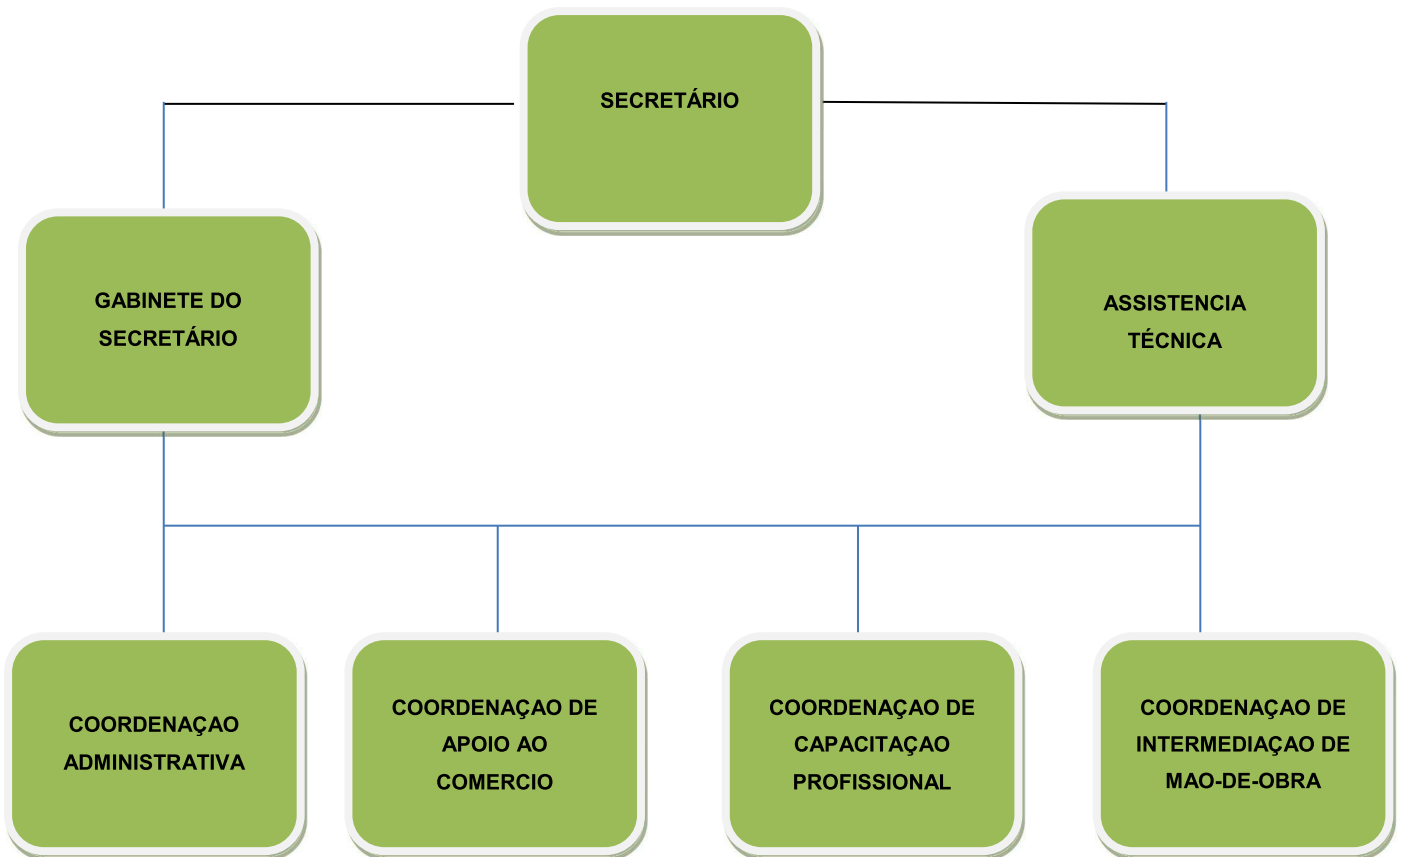 SECRETÁRIO
GABINETE DO
SECRETÁRIO
ASSISTENCIA
TÉCNICA
COORDENAÇAO
ADMINISTRATIVA
COORDENAÇAO DE
APOIO AO
COMERCIO
COORDENAÇAO DE
CAPACITAÇAO
PROFISSIONAL
COORDENAÇAO DE
INTERMEDIAÇAO DE
MAO-DE-OBRA